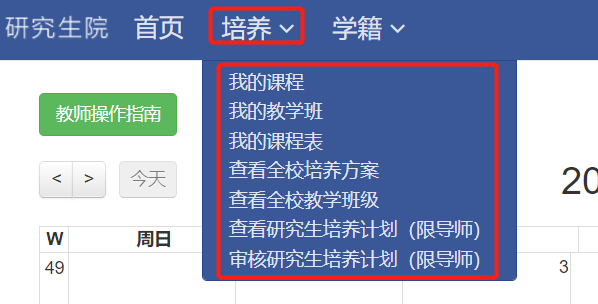 研究生院 首页 培养 学籍
我的课程
我的教学班
我的课程表
查看全校培养方案
查看全校教学班级
查看研究生培养计划（限导师）
审核研究生培养计划（限导师）
教师操作指南
< > 今天 20
W 周日
49 3